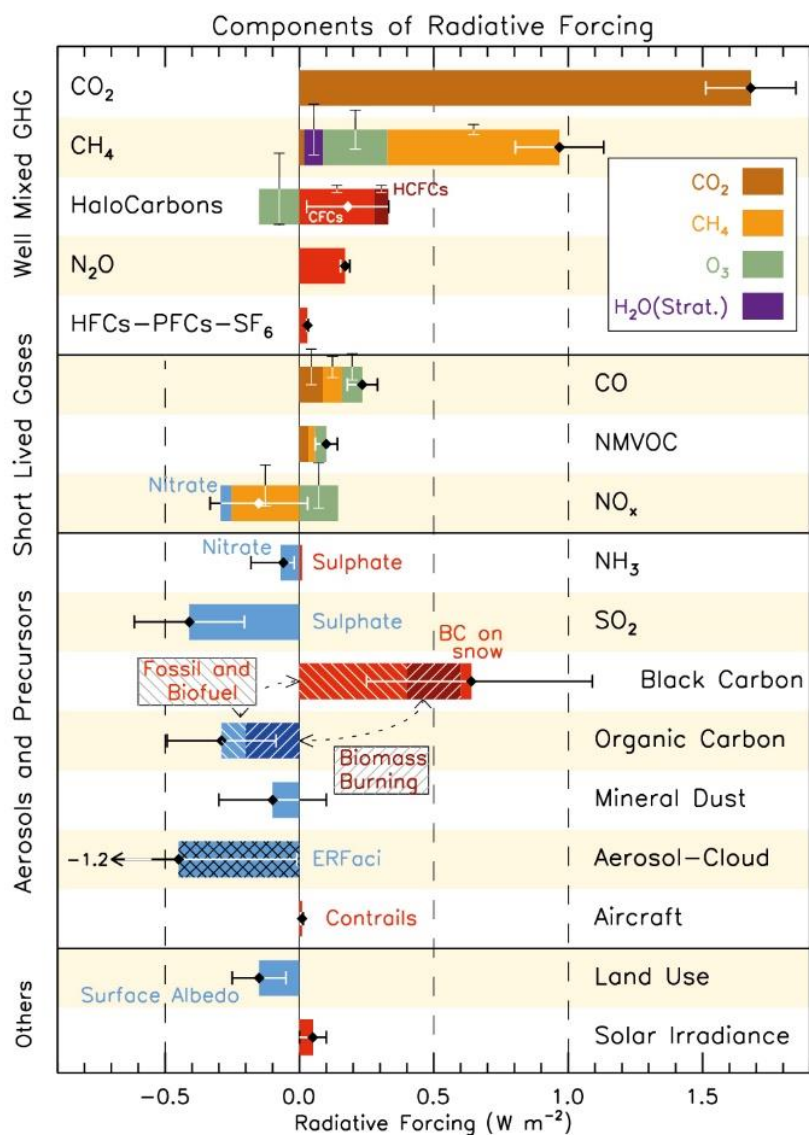 Components of Radiative Forcing
Well Mixed GHG
CO₂
CH₄
HaloCarbons
CFCs
HCFCs
N₂O
HFCs-PFCs-SF₆
CO₂
CH₄
O₃
H₂O(Strat.)
Short Lived Gases
CO
NMVOC
Nitrate
NOₓ
Aerosols and Precursors
Nitrate
Sulphate
NH₃
Sulphate
SO₂
BC on
snow
Fossil and
Biofuel
Black Carbon
Organic Carbon
Biomass
Burning
Mineral Dust
-1.2
ERFaci
Aerosol-Cloud
Contrails
Aircraft
Others
Land Use
Surface Albedo
Solar Irradiance
-0.5 0.0 0.5 1.0 1.5
Radiative Forcing (W m⁻²)